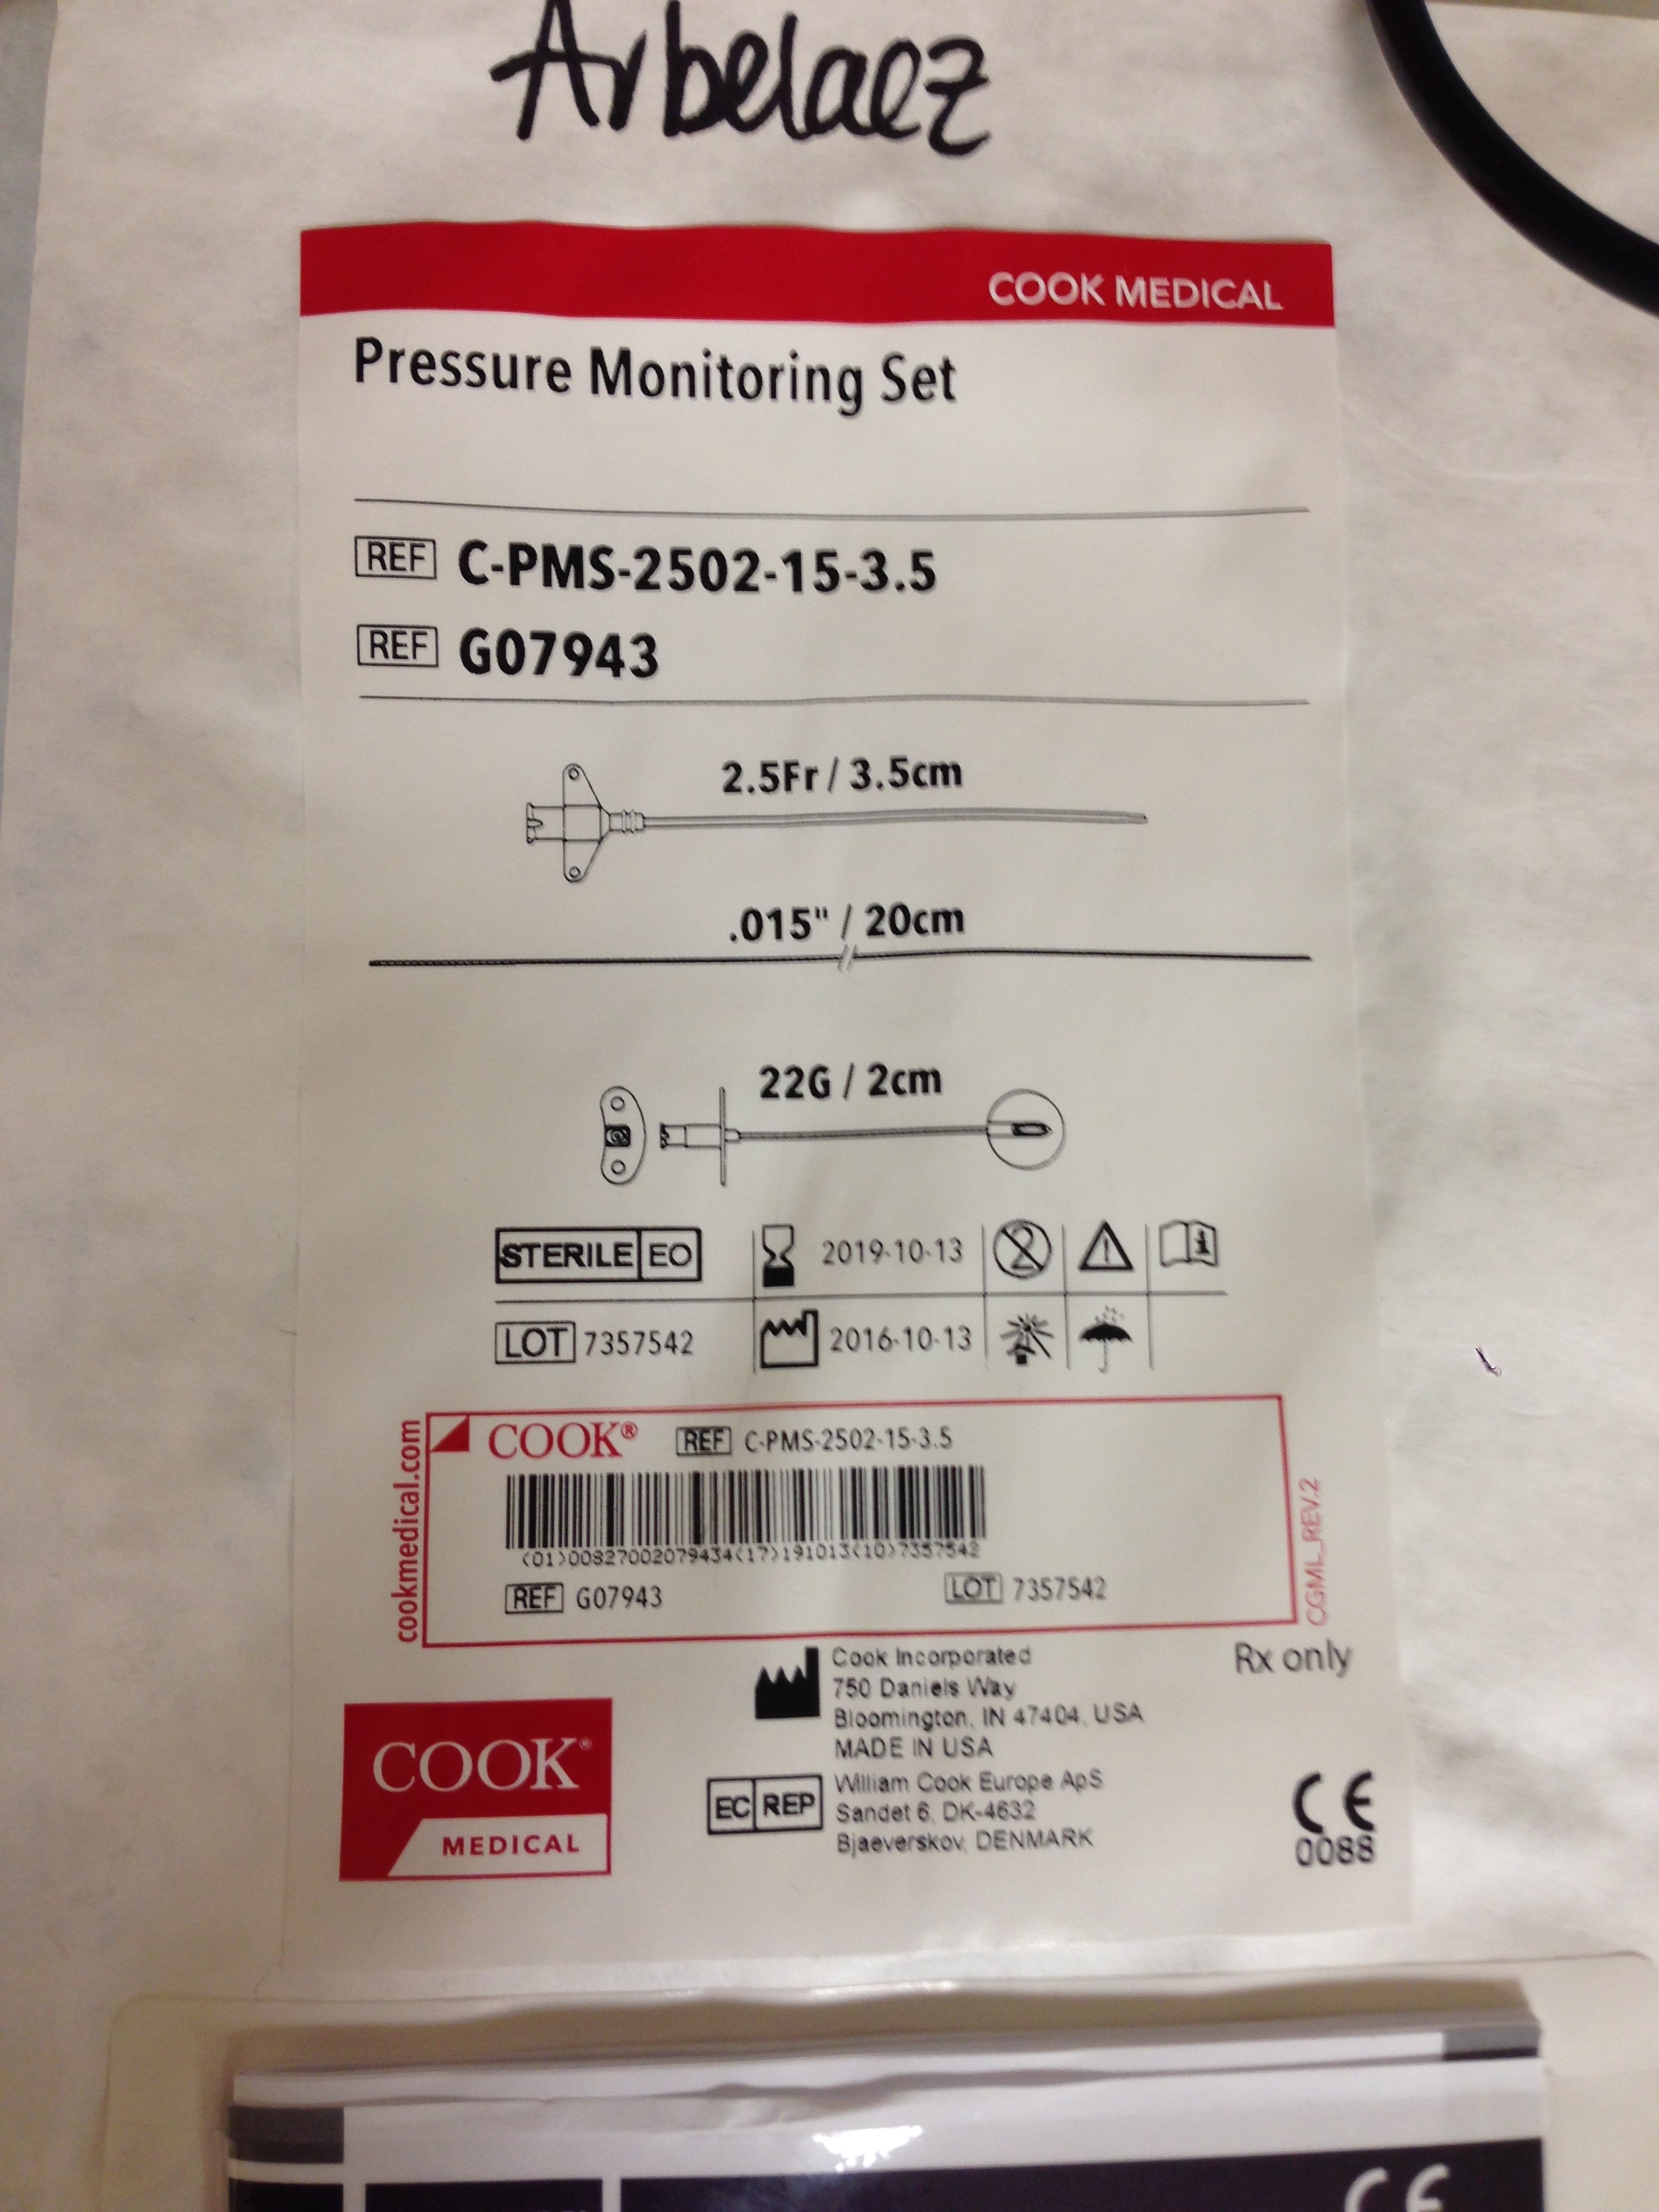 Arbelaez
COOK MEDICAL
Pressure Monitoring Set
REF C-PMS-2502-15-3.5
REF G07943
2.5Fr / 3.5cm
.015" / 20cm
22G / 2cm
STERILE EO 2019-10-13 2
LOT 7357542 2016-10-13
cookmedical.com
COOK® REF C-PMS-2502-15-3.5
(01)00827002079434(17)191013(10)7357542
REF G07943 LOT 7357542
CGML_REV.2
Cook Incorporated
750 Daniels Way
Bloomington, IN 47404, USA
MADE IN USA
Rx only
COOK®
MEDICAL
EC REP
William Cook Europe ApS
Sandet 6, DK-4632
Bjaeverskov, DENMARK
CE
0088
CE